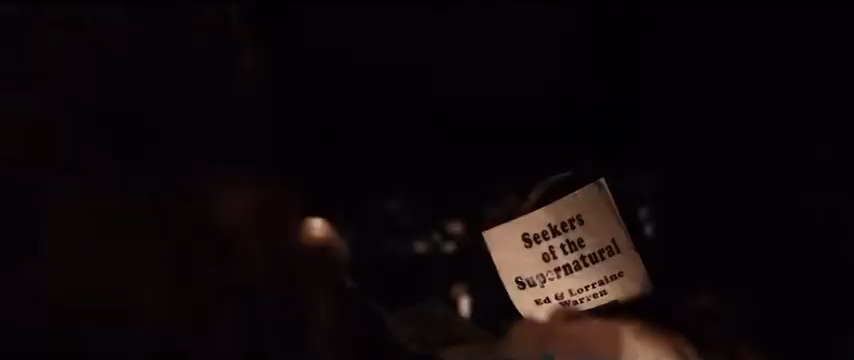 Seekers
of the
Supernatural
Ed & Lorraine
Warren